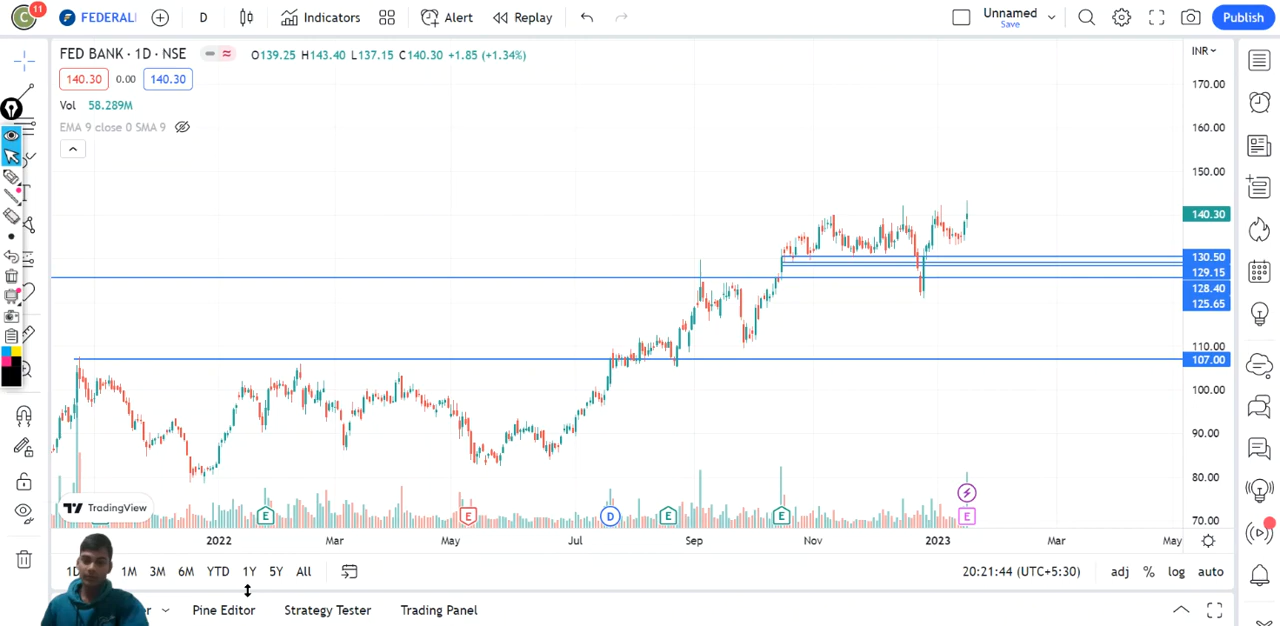 C 11 FEDERAL D Indicators Alert Replay Unnamed Publish
Save
FED BANK · 1D · NSE O139.25 H143.40 L137.15 C140.30 +1.85 (+1.34%) INR
140.30 0.00 140.30
Vol 58.289M
EMA 9 close 0 SMA 9
170.00
160.00
150.00
140.30
130.50
129.15
128.40
125.65
110.00
107.00
100.00
90.00
80.00
70.00
TradingView
E E D E E E
2022 Mar May Jul Sep Nov 2023 Mar May
1D 1M 3M 6M YTD 1Y 5Y All 20:21:44 (UTC+5:30) adj % log auto
Pine Editor Strategy Tester Trading Panel